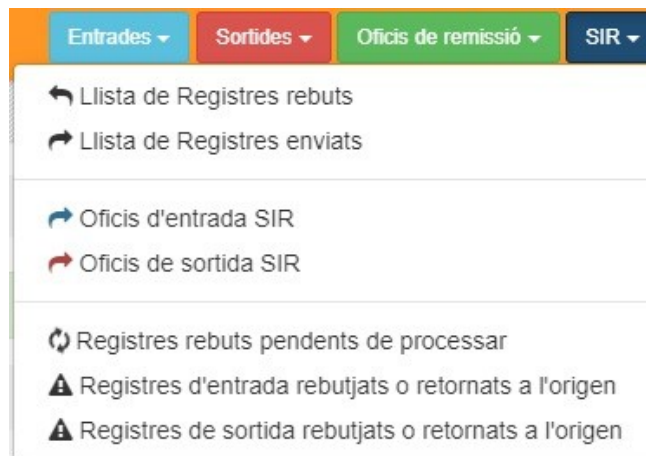 Entrades Sortides Oficis de remissió SIR
Llista de Registres rebuts
Llista de Registres enviats
Oficis d'entrada SIR
Oficis de sortida SIR
Registres rebuts pendents de processar
Registres d'entrada rebutjats o retornats a l'origen
Registres de sortida rebutjats o retornats a l'origen